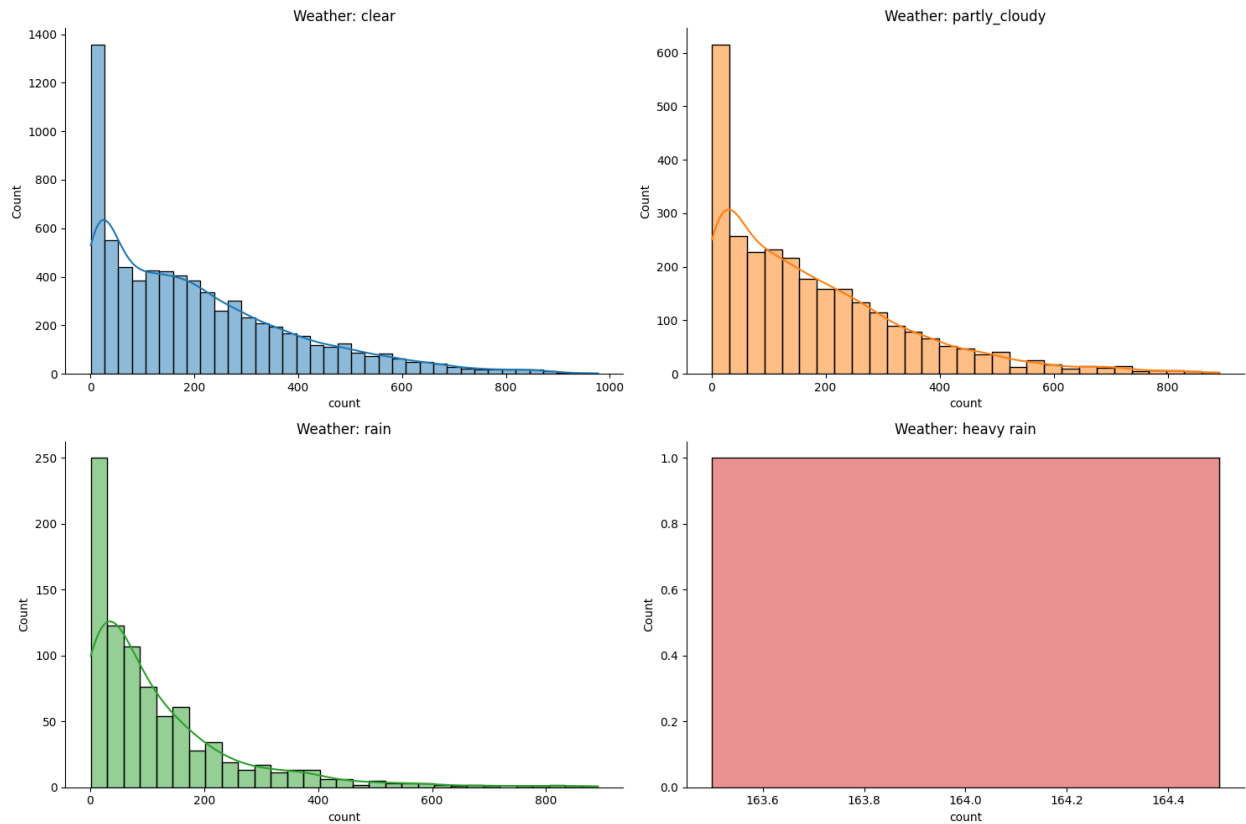 Weather: clear
1400
1200
1000
800
600
400
200
0
Count
0 200 400 600 800 1000
count
Weather: partly_cloudy
600
500
400
300
200
100
0
Count
0 200 400 600 800
count
Weather: rain
250
200
150
100
50
0
Count
0 200 400 600 800
count
Weather: heavy rain
1.0
0.8
0.6
0.4
0.2
0.0
Count
163.6 163.8 164.0 164.2 164.4
count